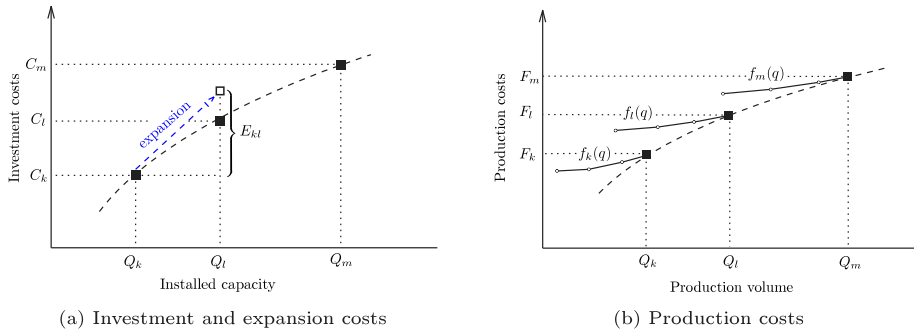 Investment costs
C_m
C_l
C_k
expansion
E_kl
Q_k
Q_l
Q_m
Installed capacity
(a) Investment and expansion costs
Production costs
F_m
F_l
F_k
f_m(q)
f_l(q)
f_k(q)
Q_k
Q_l
Q_m
Production volume
(b) Production costs